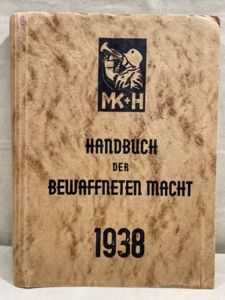 MK+H
HANDBUCH
DER
BEWAFFNETEN MACHT
1938